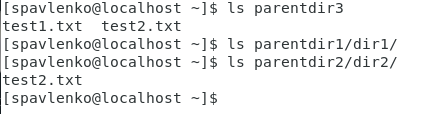 [spavlenko@localhost ~]$ ls parentdir3
test1.txt  test2.txt
[spavlenko@localhost ~]$ ls parentdir1/dir1/
[spavlenko@localhost ~]$ ls parentdir2/dir2/
test2.txt
[spavlenko@localhost ~]$